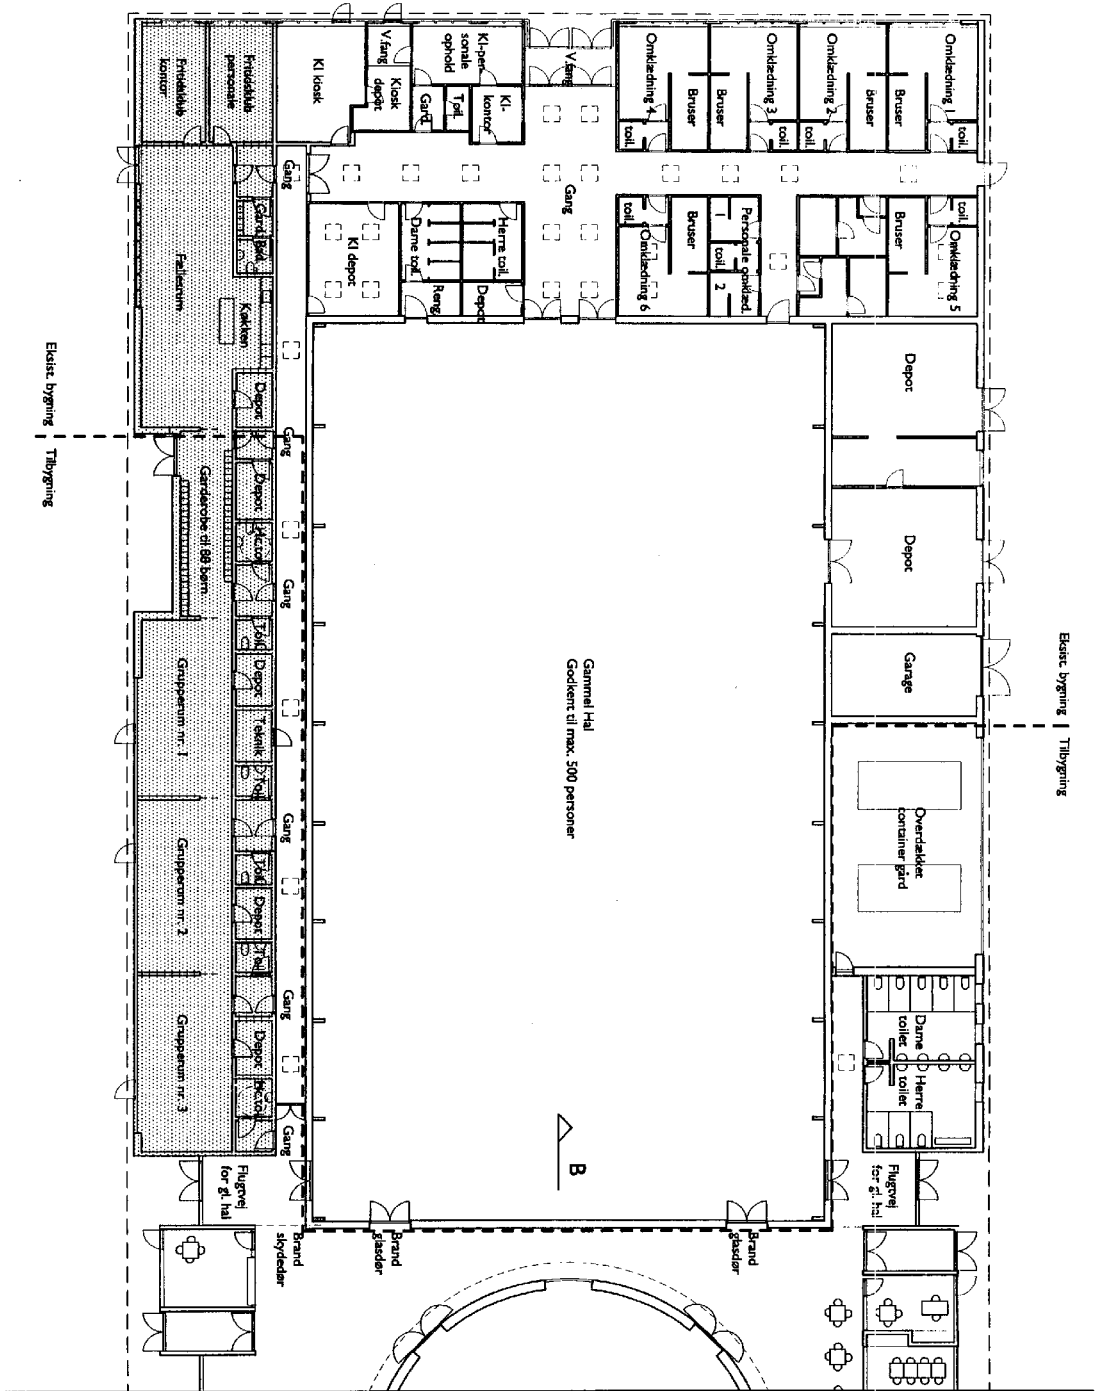 Fritidsklub
kontor
Fritidsklub
personale
KI kiosk
V.fang
Kiosk
depot
KI-per-
sonale
ophold
Gard.
Toil.
KI-
kontor
V.fang
Omklædning 4
toil.
Bruser
Bruser
Omklædning 3
toil.
Omklædning 2
toil.
Bruser
Bruser
Omklædning 1
toil.
Gang
Gang
Fællesrum
Gard.
Bad
Køkken
Depot
KI depot
Dame toil.
Reng.
Herre toil.
Depot
toil.
Omklædning 6
Bruser
1
toil.
2
Personale omklæd.
Bruser
toil.
Omklædning 5
Eksist. bygning
Tilbygning
Gang
Garderobe til 88 børn
Depot
Hc.toil
Gang
Toil.
Depot
Teknik
Toil.
Grupperum nr. 1
Gang
Toil.
Depot
Toil.
Grupperum nr. 2
Gang
Depot
Hc.toil
Grupperum nr. 3
Gang
Gammel Hal
Godkent til max. 500 personer
Depot
Depot
Garage
Eksist. bygning
Tilbygning
Overdækket
container gård
Dame
toilet
Herre
toilet
B
Flugtvej
for gl. hal
Flugtvej
for gl. hal
Brand
skydedør
Brand
glasdør
Brand
glasdør